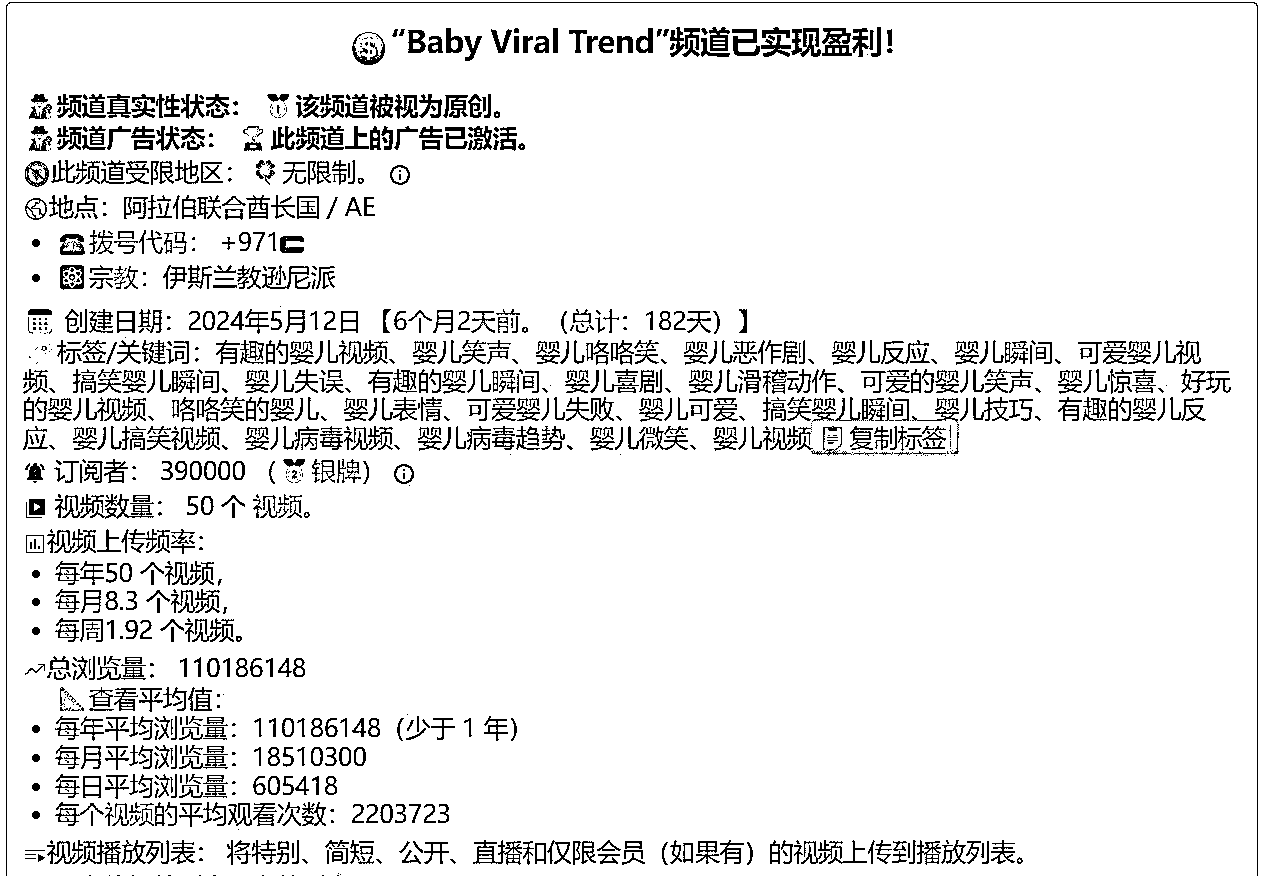 “Baby Viral Trend”频道已实现盈利！
频道真实性状态： 该频道被视为原创。
频道广告状态： 此频道上的广告已激活。
此频道受限地区： 无限制。
地点：阿拉伯联合酋长国 / AE
• 拨号代码： +971
• 宗教：伊斯兰教逊尼派
创建日期：2024年5月12日 【6个月2天前。（总计：182天）】
标签/关键词：有趣的婴儿视频、婴儿笑声、婴儿咯咯笑、婴儿恶作剧、婴儿反应、婴儿瞬间、可爱婴儿视
频、搞笑婴儿瞬间、婴儿失误、有趣的婴儿瞬间、婴儿喜剧、婴儿滑稽动作、可爱的婴儿笑声、婴儿惊喜、好玩
的婴儿视频、咯咯笑的婴儿、婴儿表情、可爱婴儿失败、婴儿可爱、搞笑婴儿瞬间、婴儿技巧、有趣的婴儿反
应、婴儿搞笑视频、婴儿病毒视频、婴儿病毒趋势、婴儿微笑、婴儿视频 复制标签
订阅者： 390000 （银牌）
视频数量： 50 个 视频。
视频上传频率：
• 每年50 个视频，
• 每月8.3 个视频，
• 每周1.92 个视频。
总浏览量： 110186148
查看平均值：
• 每年平均浏览量：110186148（少于 1 年）
• 每月平均浏览量：18510300
• 每日平均浏览量：605418
• 每个视频的平均观看次数：2203723
视频播放列表： 将特别、简短、公开、直播和仅限会员（如果有）的视频上传到播放列表。